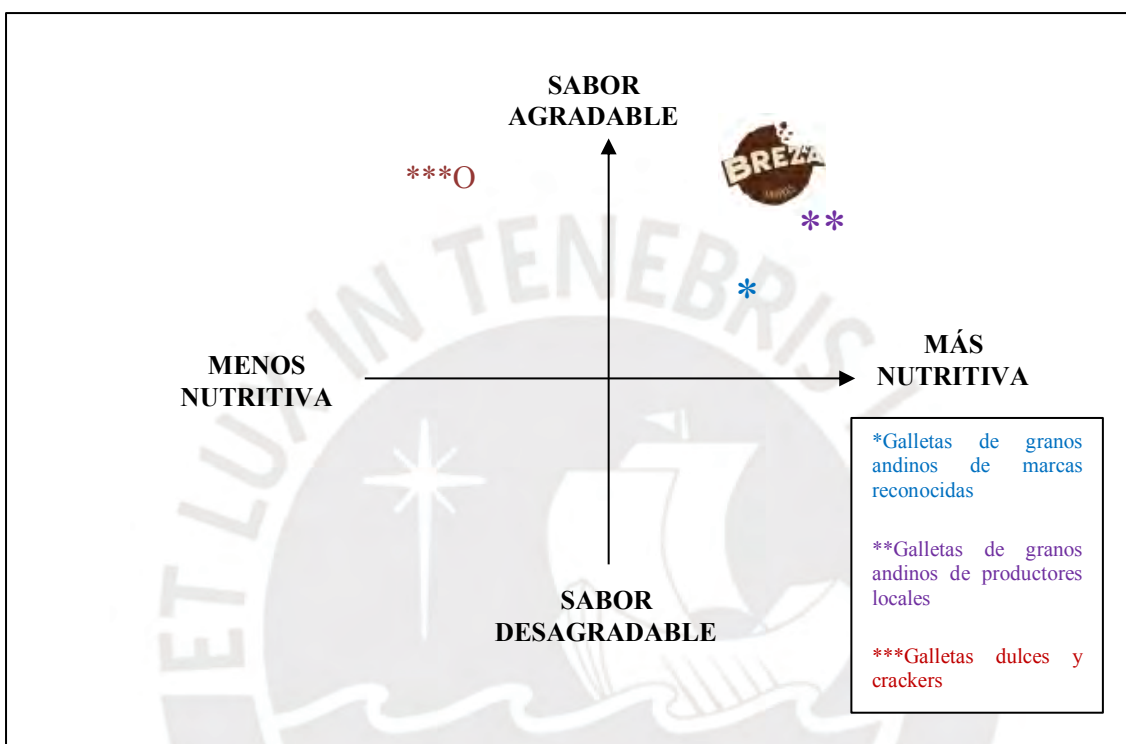 SABOR
AGRADABLE
***O
BREZA
**
*
MENOS
NUTRITIVA
MÁS
NUTRITIVA
*Galletas de granos
andinos de marcas
reconocidas
**Galletas de granos
andinos de productores
locales
***Galletas dulces y
crackers
SABOR
DESAGRADABLE
ET LUX IN TENEBRIS L